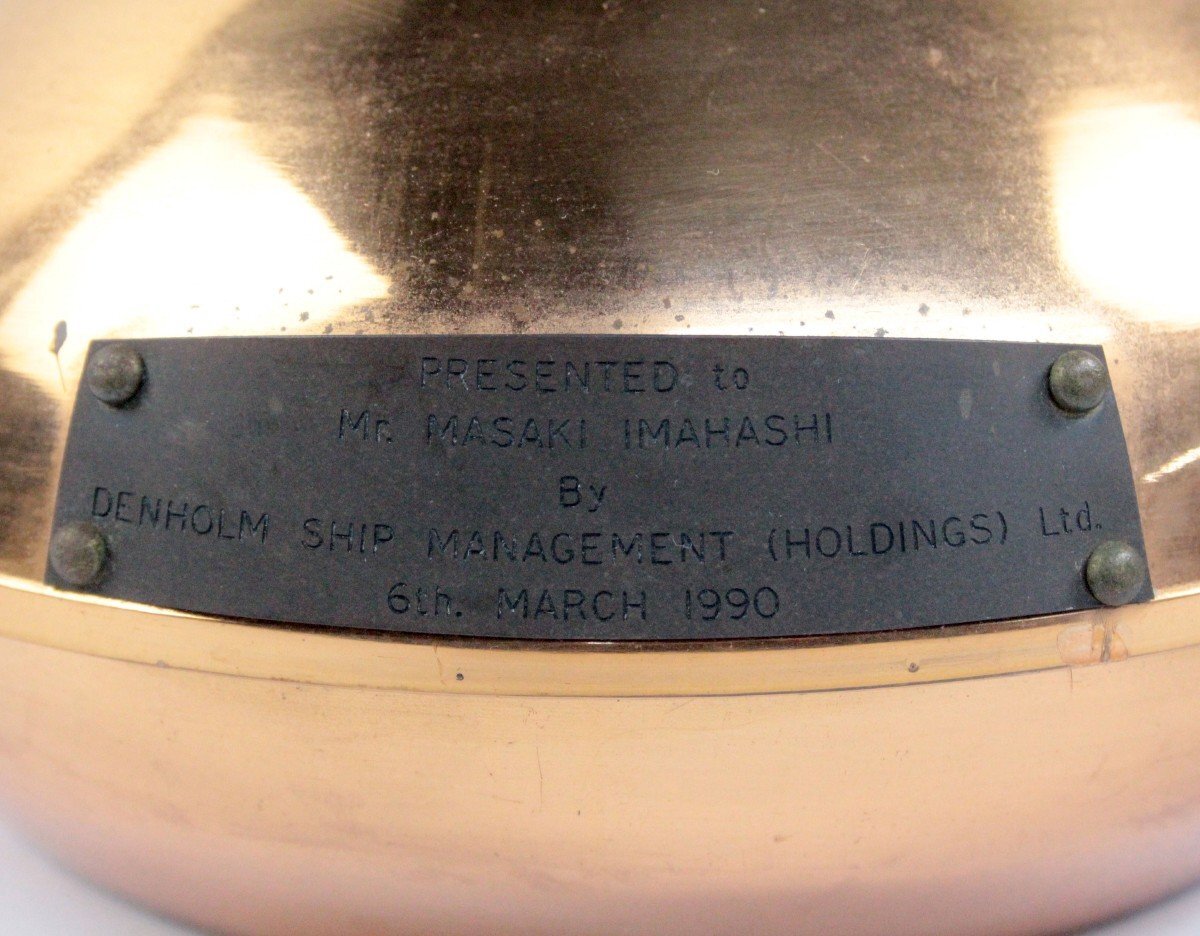 PRESENTED to
Mr. MASAKI IMAHASHI
By
DENHOLM SHIP MANAGEMENT (HOLDINGS) Ltd.
6th. MARCH 1990